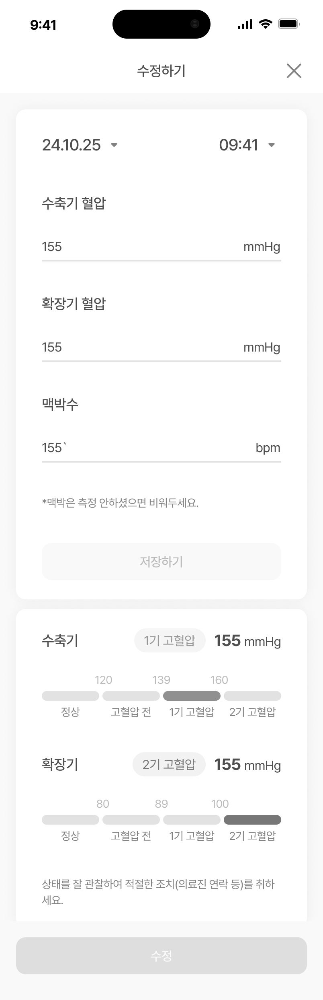 9:41
수정하기
24.10.25 09:41
수축기 혈압
155 mmHg
확장기 혈압
155 mmHg
맥박수
155` bpm
*맥박은 측정 안하셨으면 비워두세요.
저장하기
수축기 1기 고혈압 155 mmHg
120 139 160
정상 고혈압 전 1기 고혈압 2기 고혈압
확장기 2기 고혈압 155 mmHg
80 89 100
정상 고혈압 전 1기 고혈압 2기 고혈압
상태를 잘 관찰하여 적절한 조치(의료진 연락 등)를 취하
세요.
수정